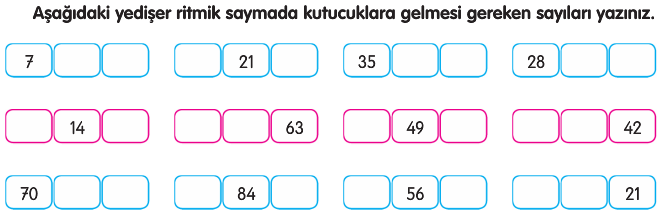 Aşağıdaki yedişer ritmik saymada kutucuklara gelmesi gereken sayıları yazınız.
7 21 35 28
14 63 49 42
70 84 56 21